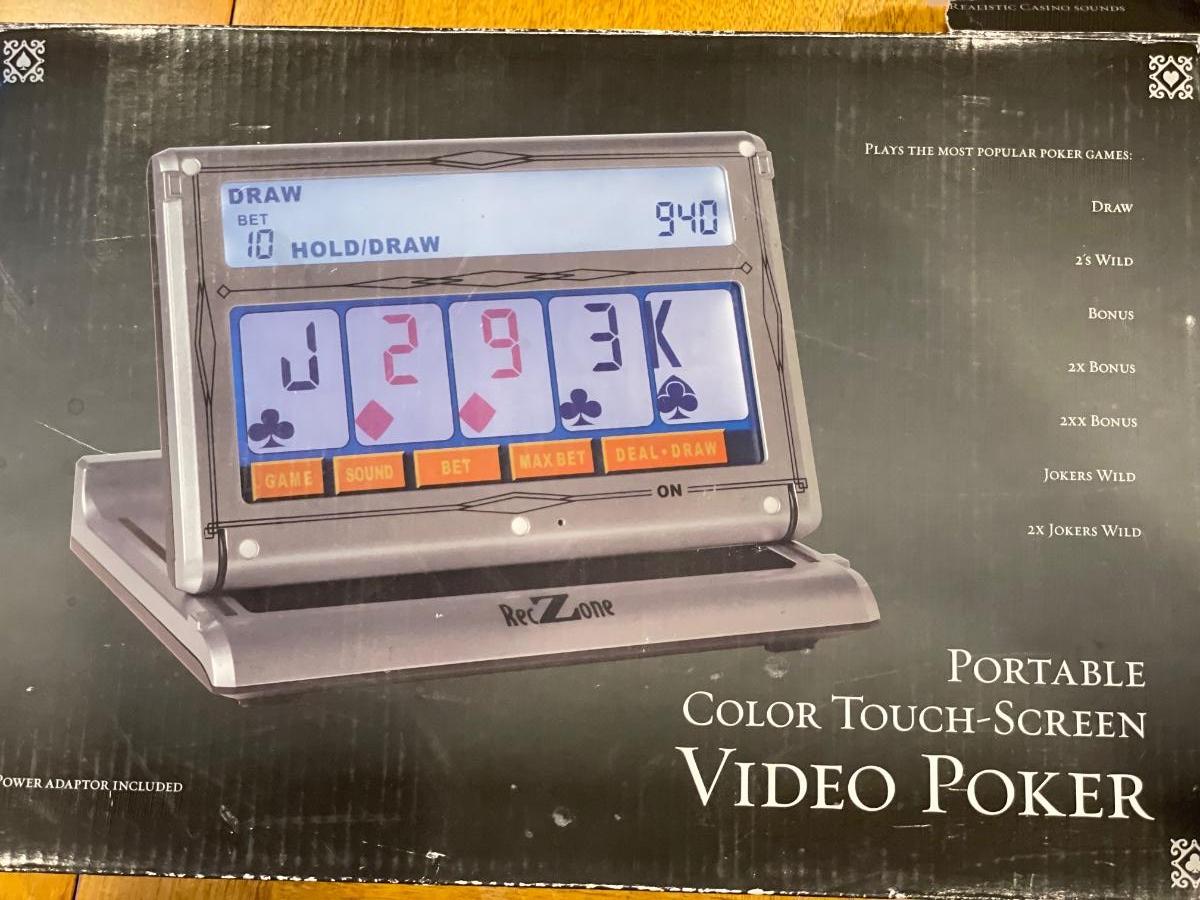 REALISTIC CASINO SOUNDS
PLAYS THE MOST POPULAR POKER GAMES:
DRAW
2'S WILD
BONUS
2X BONUS
2XX BONUS
JOKERS WILD
2X JOKERS WILD
DRAW
BET
10 HOLD/DRAW
940
J 2 9 3 K
GAME SOUND BET MAX BET DEAL•DRAW
ON
RecZone
PORTABLE
COLOR TOUCH-SCREEN
VIDEO POKER
POWER ADAPTOR INCLUDED